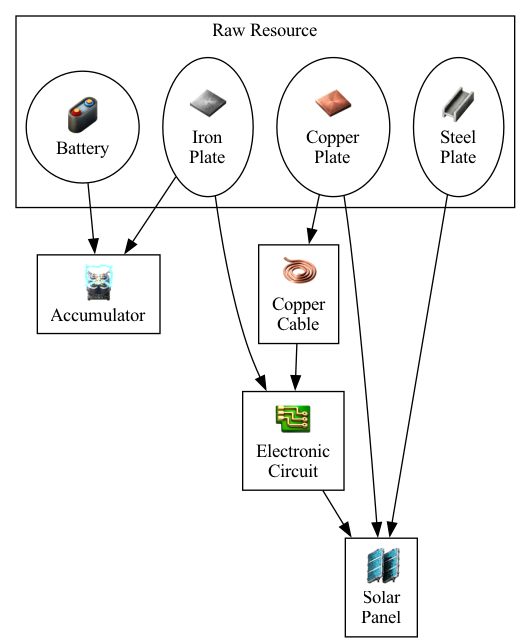 Raw Resource
Battery
Iron
Plate
Copper
Plate
Steel
Plate
Accumulator
Copper
Cable
Electronic
Circuit
Solar
Panel